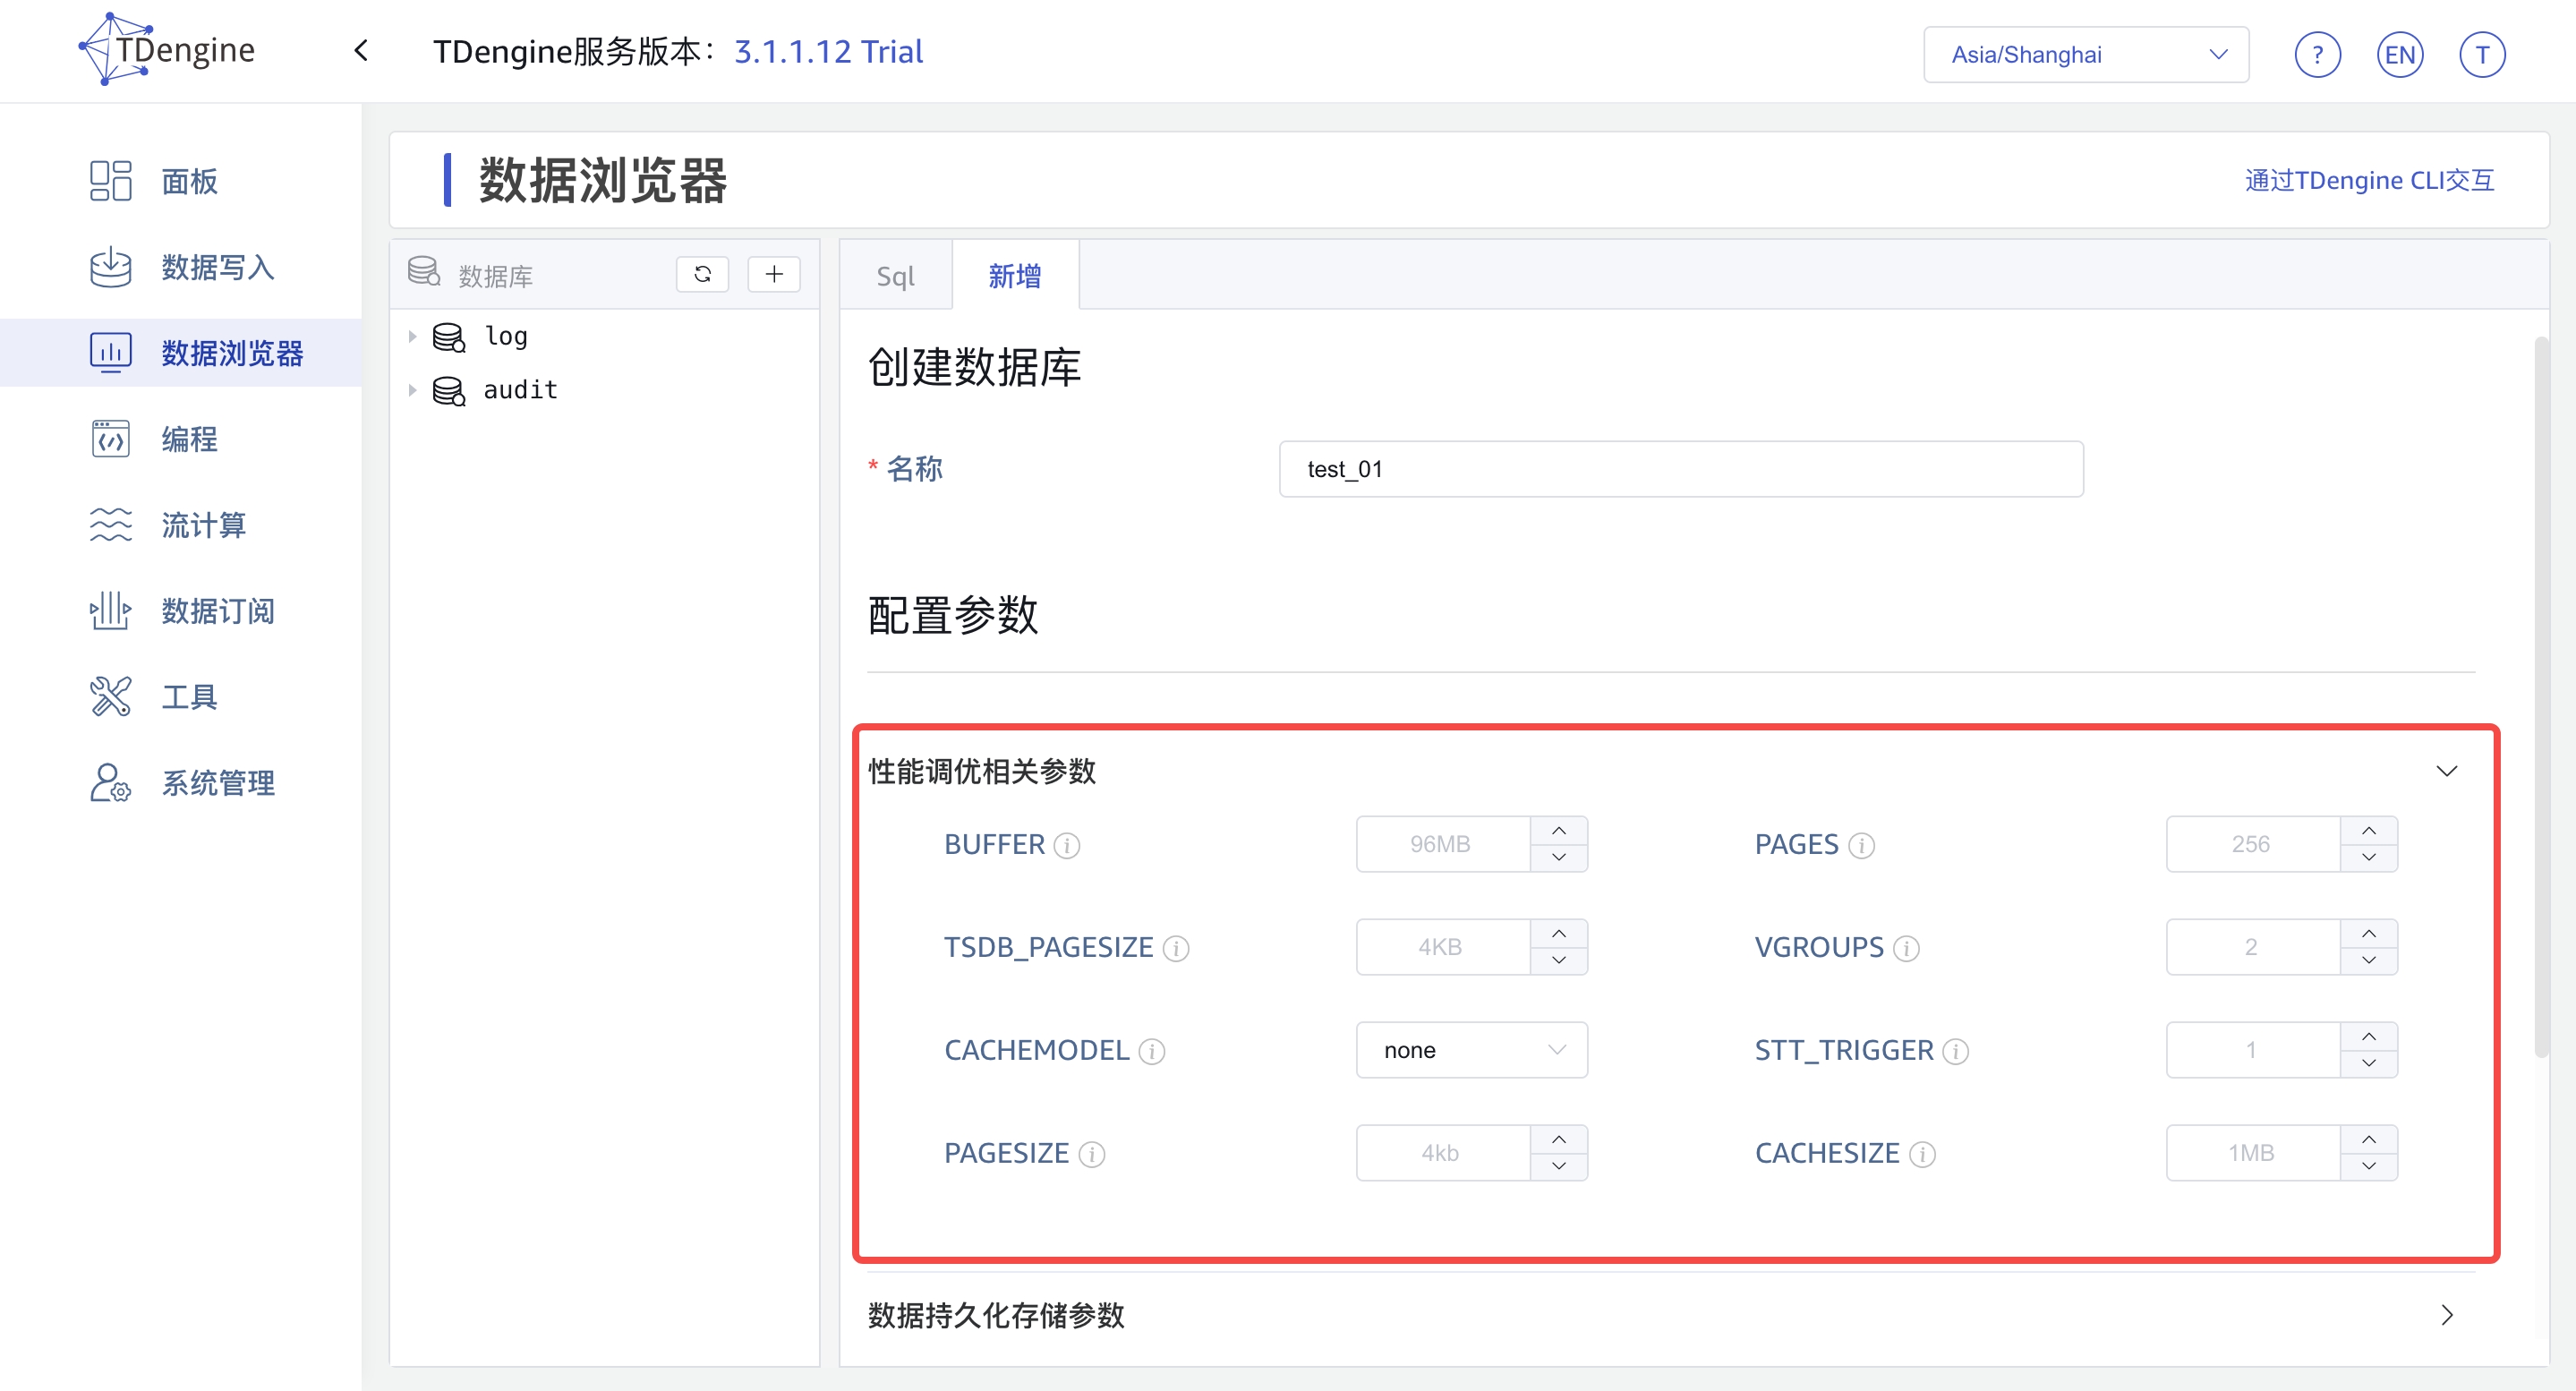 TDengine
TDengine服务版本： 3.1.1.12 Trial
Asia/Shanghai
?
EN
T
面板
数据写入
数据浏览器
编程
流计算
数据订阅
工具
系统管理
数据浏览器
通过TDengine CLI交互
数据库
log
audit
Sql
新增
创建数据库
* 名称
test_01
配置参数
性能调优相关参数
BUFFER i 96MB
PAGES i 256
TSDB_PAGESIZE i 4KB
VGROUPS i 2
CACHEMODEL i none
STT_TRIGGER i 1
PAGESIZE i 4kb
CACHESIZE i 1MB
数据持久化存储参数